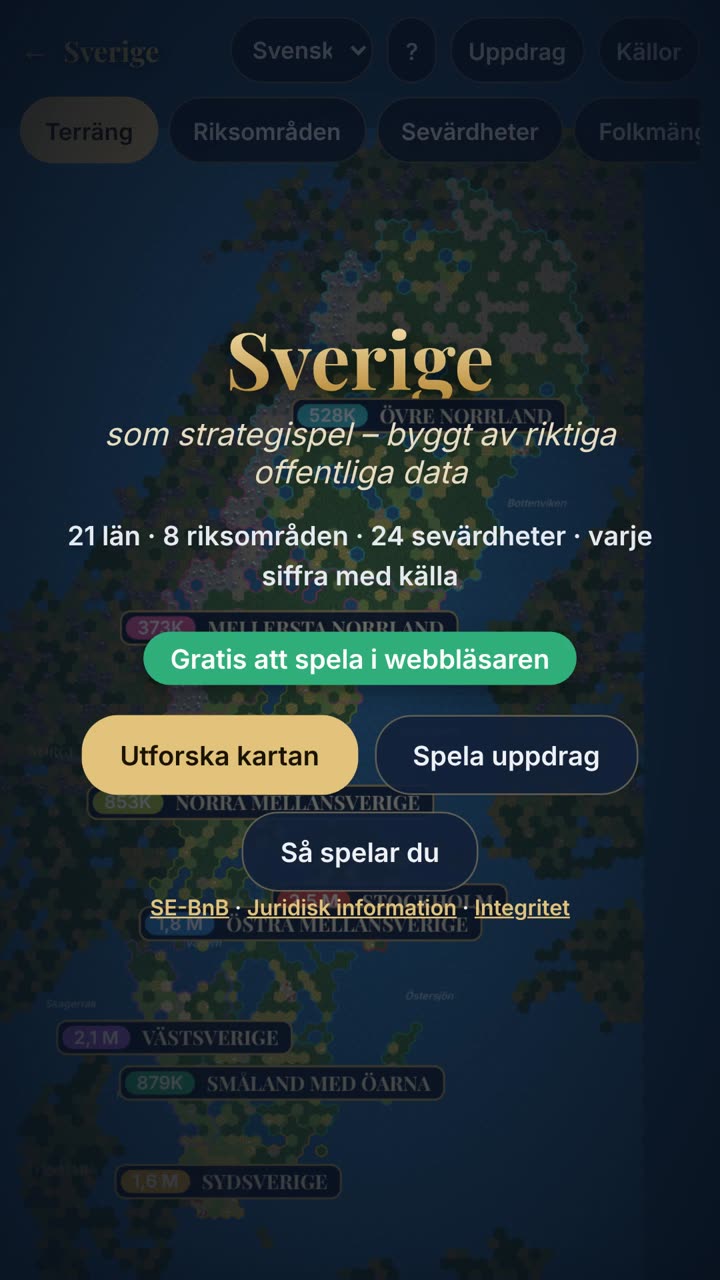 ← Sverige
Svensk
?
Uppdrag
Källor
Terräng
Riksområden
Sevärdheter
Folkmäng
Sverige
528K ÖVRE NORRLAND
som strategispel – byggt av riktiga
offentliga data
Bottenviken
21 län · 8 riksområden · 24 sevärdheter · varje
siffra med källa
373K MELLERSTA NORRLAND
Gratis att spela i webbläsaren
Utforska kartan
Spela uppdrag
853K NORRA MELLANSVERIGE
Så spelar du
STOCKHOLM
SE-BnB · Juridisk information · Integritet
1,8 M ÖSTRA MELLANSVERIGE
Östersjön
Skagerrak
2,1 M VÄSTSVERIGE
879K SMÅLAND MED ÖARNA
1,6 M SYDSVERIGE